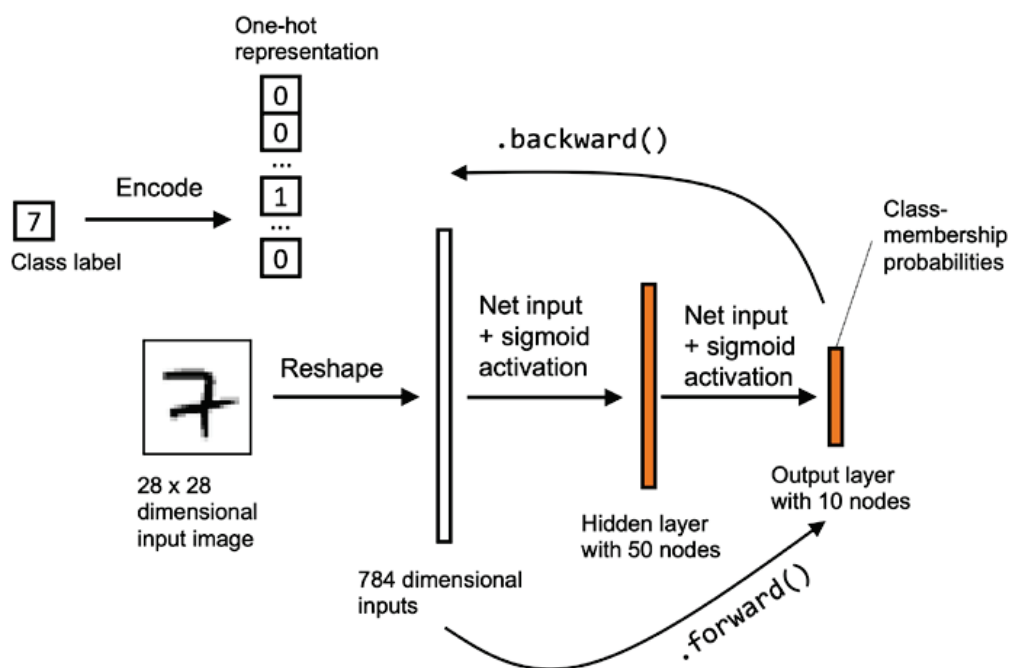 One-hot
representation
0
0
...
1
...
0
Encode
7
Class label
.backward()
Class-
membership
probabilities
Net input
+ sigmoid
activation
Net input
+ sigmoid
activation
Reshape
28 x 28
dimensional
input image
784 dimensional
inputs
Hidden layer
with 50 nodes
Output layer
with 10 nodes
.forward()